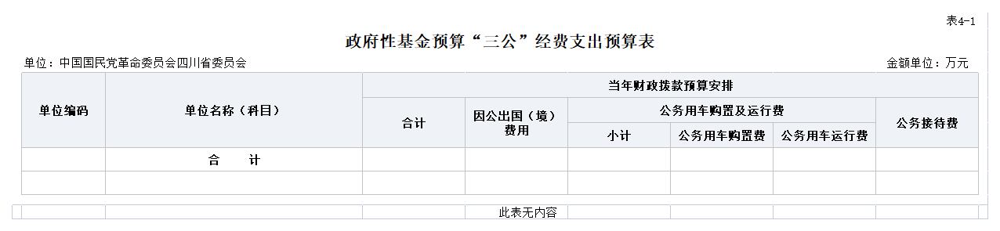 表4-1
政府性基金预算“三公”经费支出预算表
单位：中国国民党革命委员会四川省委员会 金额单位：万元
单位编码 单位名称（科目） 当年财政拨款预算安排
合计 因公出国（境）费用 公务用车购置及运行费 公务接待费
小计 公务用车购置费 公务用车运行费
合 计
此表无内容